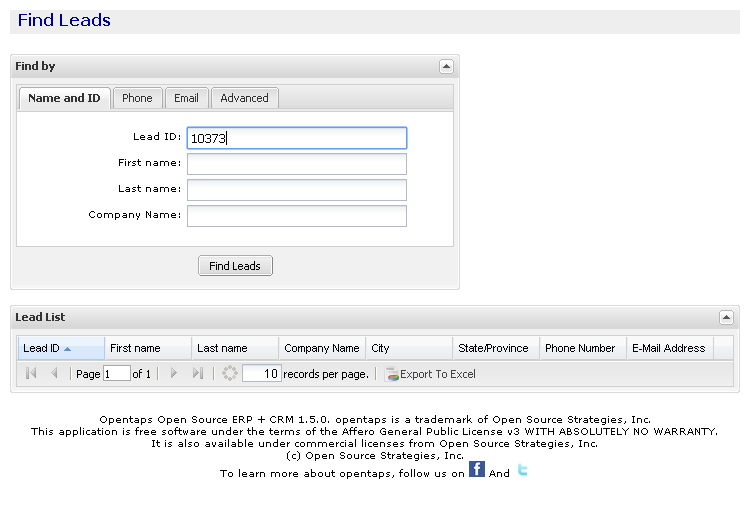 Find Leads
Find by
Name and ID Phone Email Advanced
Lead ID: 10373
First name:
Last name:
Company Name:
Find Leads
Lead List
Lead ID First name Last name Company Name City State/Province Phone Number E-Mail Address
Page 1 of 1 10 records per page. Export To Excel
Opentaps Open Source ERP + CRM 1.5.0. opentaps is a trademark of Open Source Strategies, Inc.
This application is free software under the terms of the Affero General Public License v3 WITH ABSOLUTELY NO WARRANTY.
It is also available under commercial licenses from Open Source Strategies, Inc.
(c) Open Source Strategies, Inc.
To learn more about opentaps, follow us on f And t